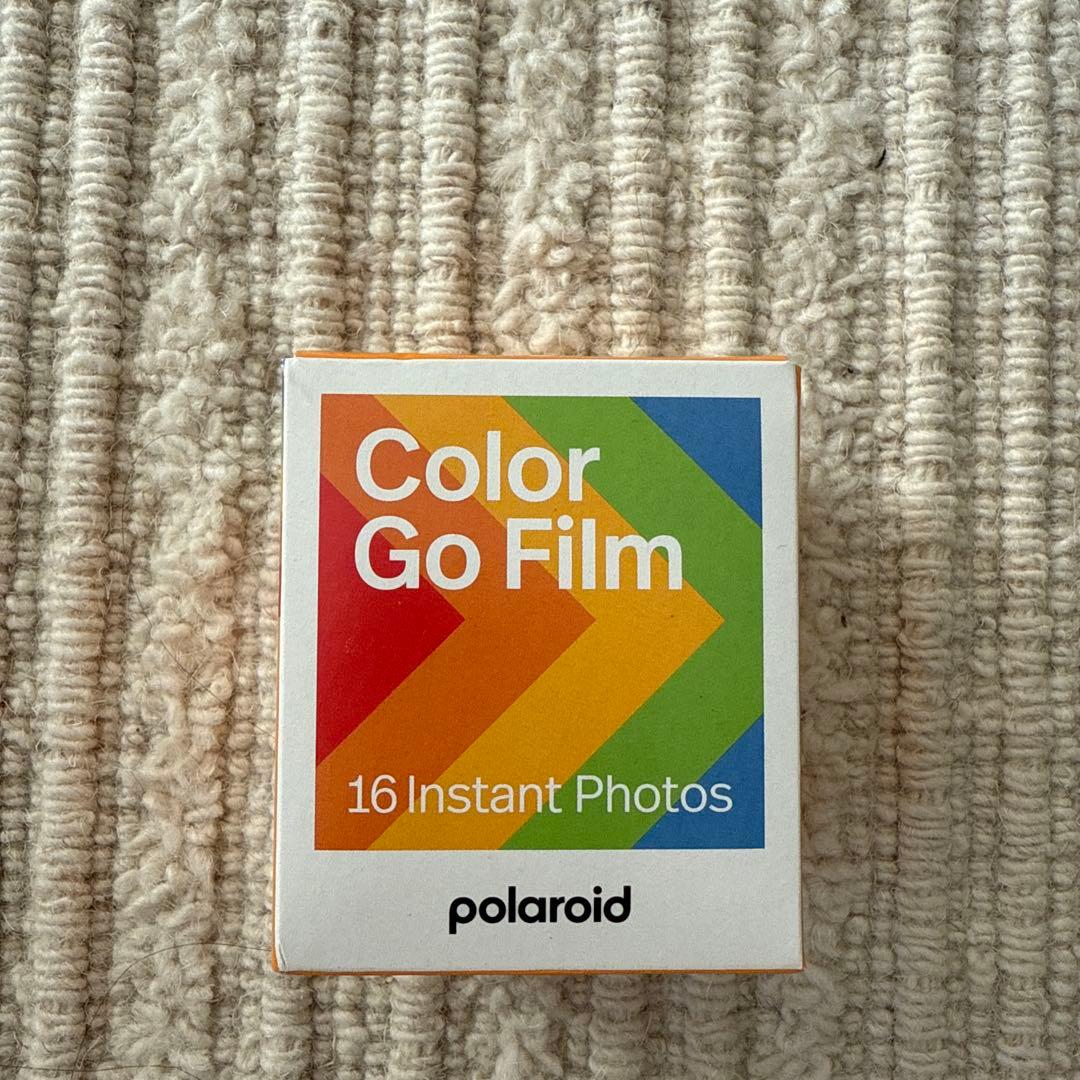 Color
Go Film
16 Instant Photos
polaroid